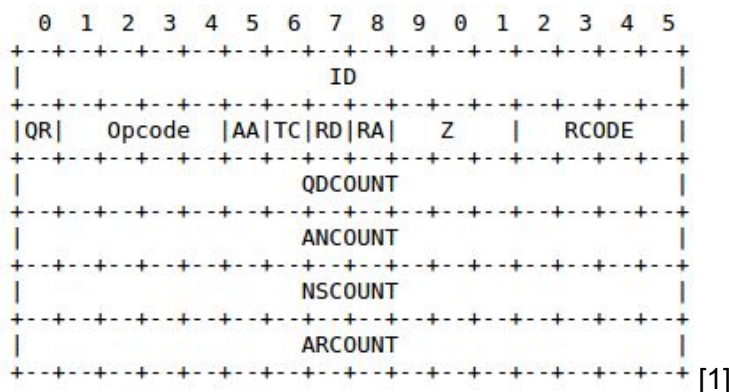 0 1 2 3 4 5 6 7 8 9 0 1 2 3 4 5
+--+--+--+--+--+--+--+--+--+--+--+--+--+--+--+--+
| ID |
+--+--+--+--+--+--+--+--+--+--+--+--+--+--+--+--+
|QR| Opcode |AA|TC|RD|RA| Z | RCODE |
+--+--+--+--+--+--+--+--+--+--+--+--+--+--+--+--+
| QDCOUNT |
+--+--+--+--+--+--+--+--+--+--+--+--+--+--+--+--+
| ANCOUNT |
+--+--+--+--+--+--+--+--+--+--+--+--+--+--+--+--+
| NSCOUNT |
+--+--+--+--+--+--+--+--+--+--+--+--+--+--+--+--+
| ARCOUNT |
+--+--+--+--+--+--+--+--+--+--+--+--+--+--+--+--+ [1]